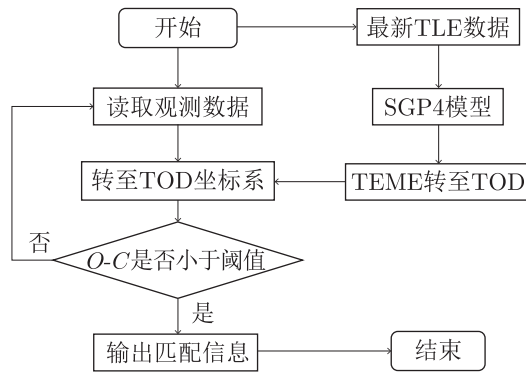 开始
最新TLE数据
读取观测数据
SGP4模型
转至TOD坐标系
TEME转至TOD
否
O-C是否小于阈值
是
输出匹配信息
结束